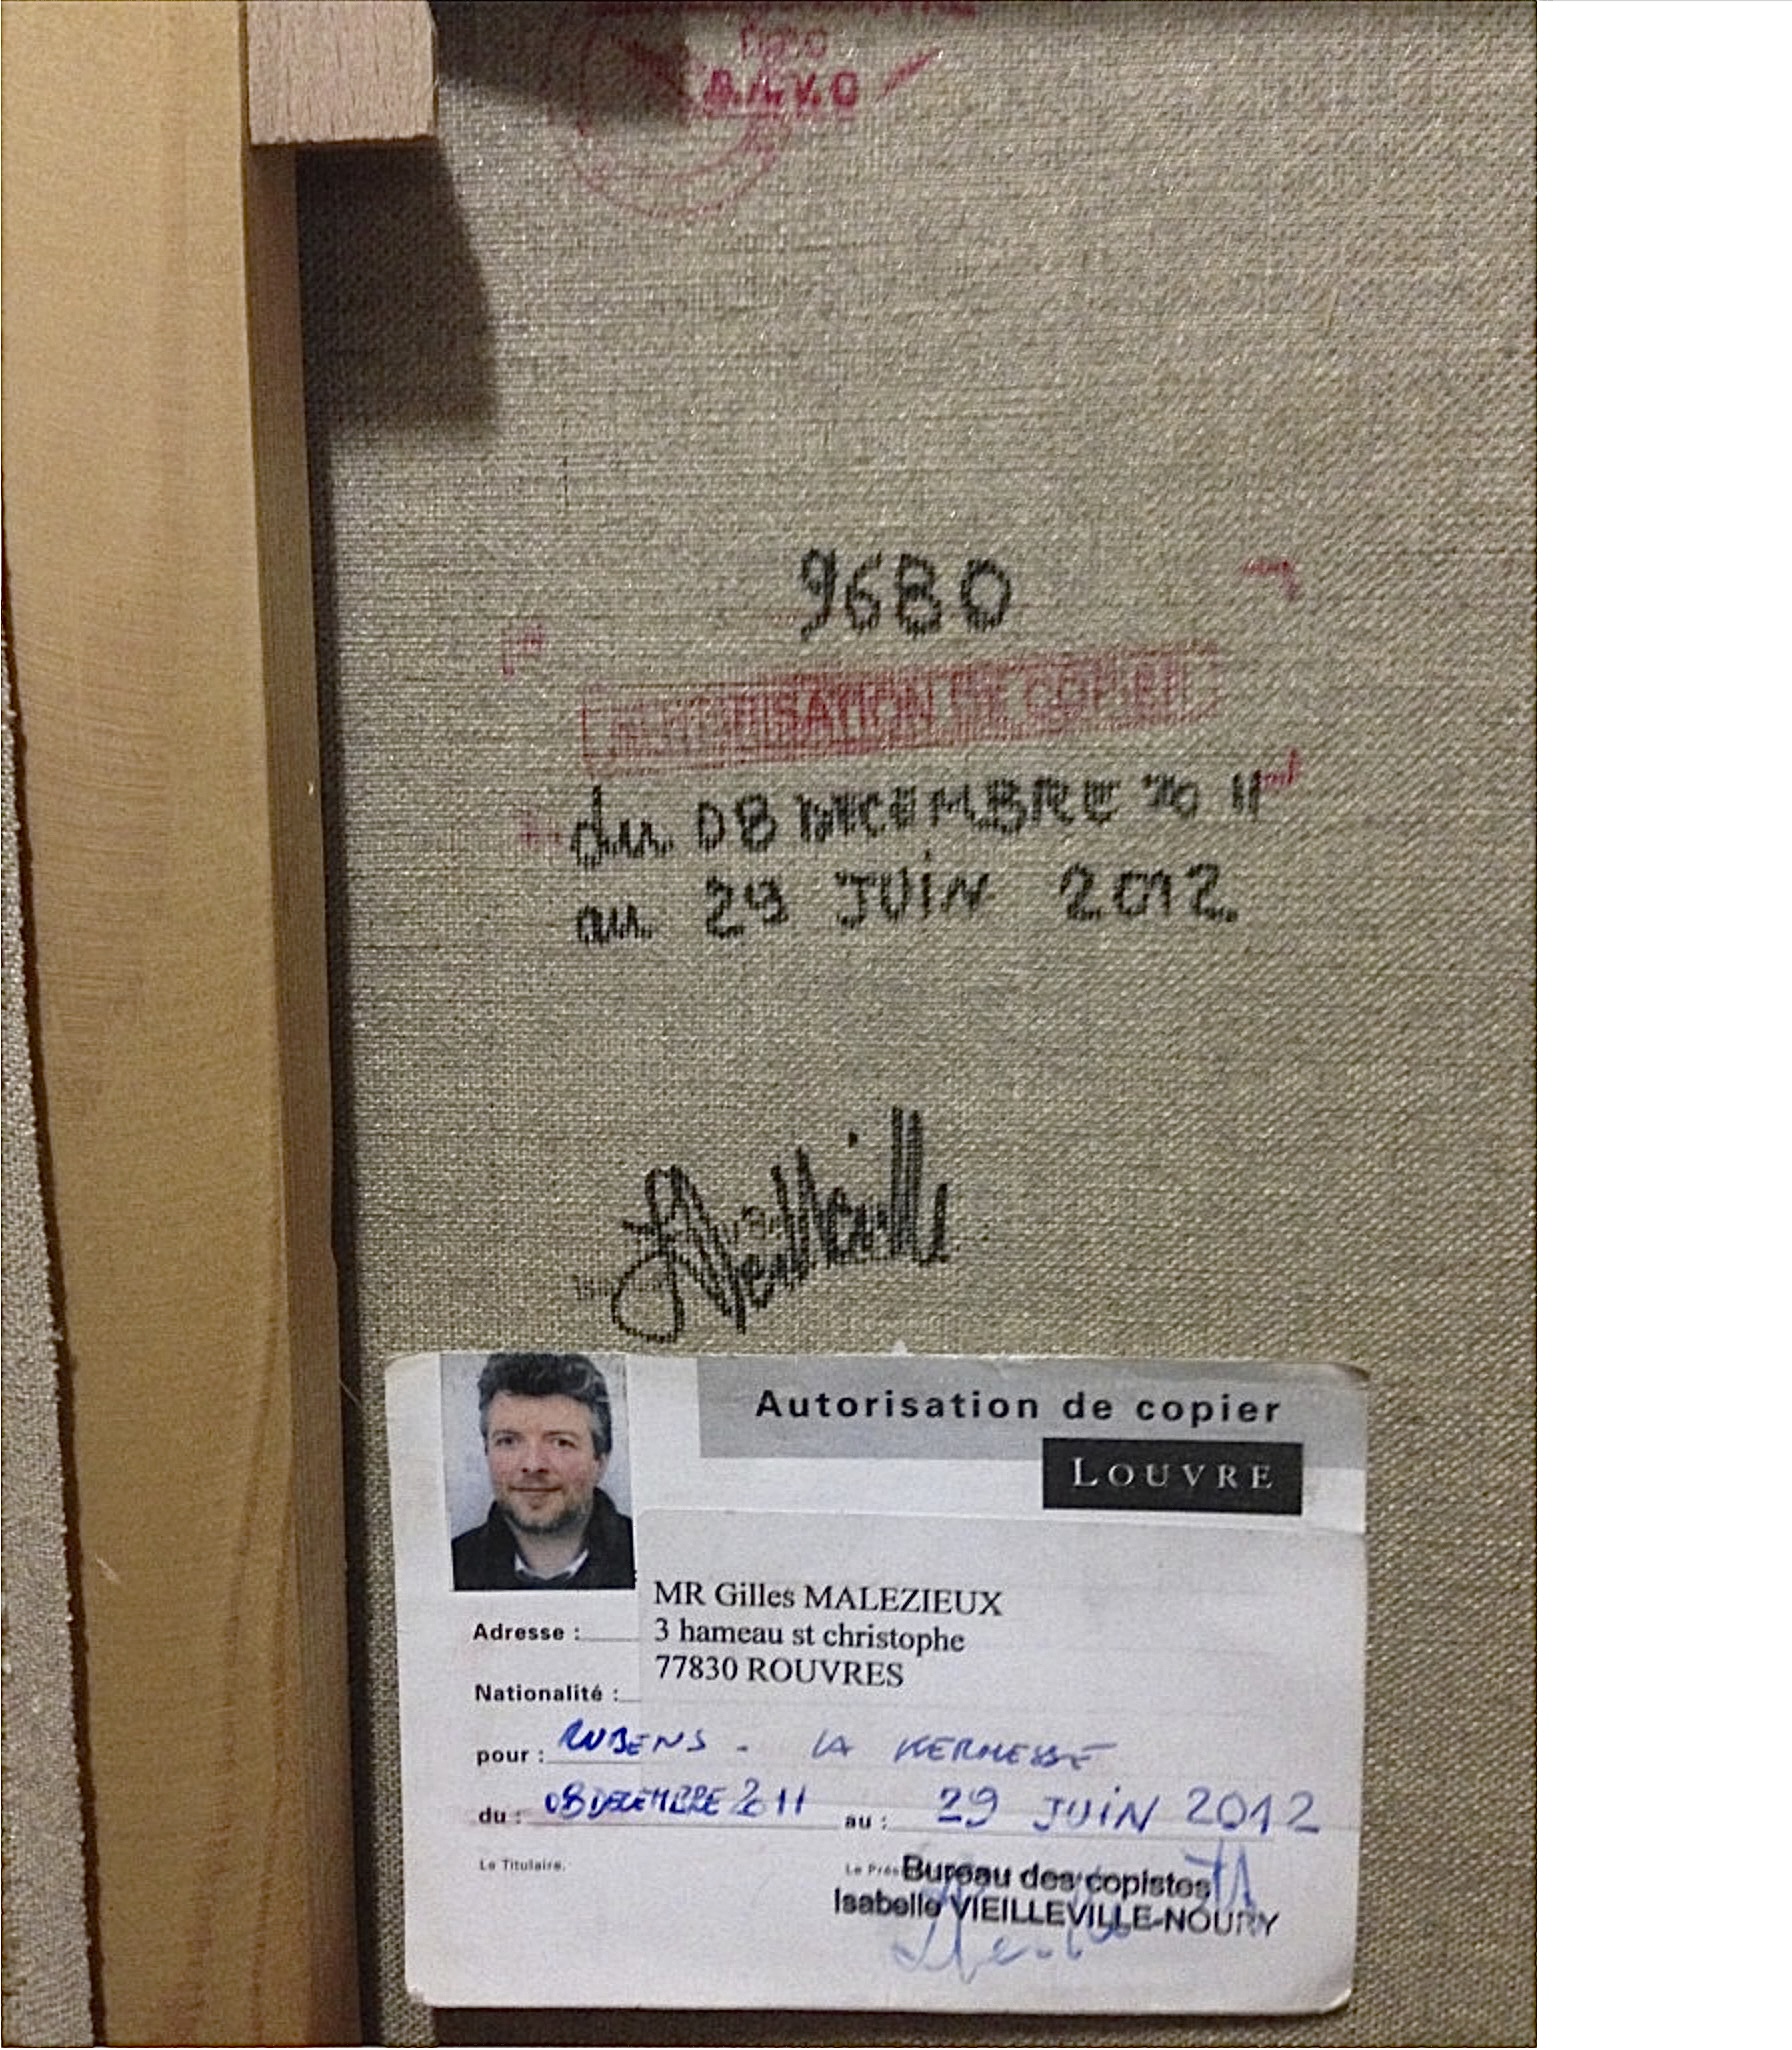 9680
AUTORISATION DE COPIER
du 08 DECEMBRE 2011
au 29 JUIN 2012
Autorisation de copier
LOUVRE
MR Gilles MALEZIEUX
Adresse : 3 hameau st christophe
77830 ROUVRES
Nationalité :
pour : RUBENS - LA KERMESSE
du : 08 DECEMBRE 2011 au : 29 JUIN 2012
Le Titulaire.
Bureau des copistes
Isabelle VIEILLEVILLE-NOURY